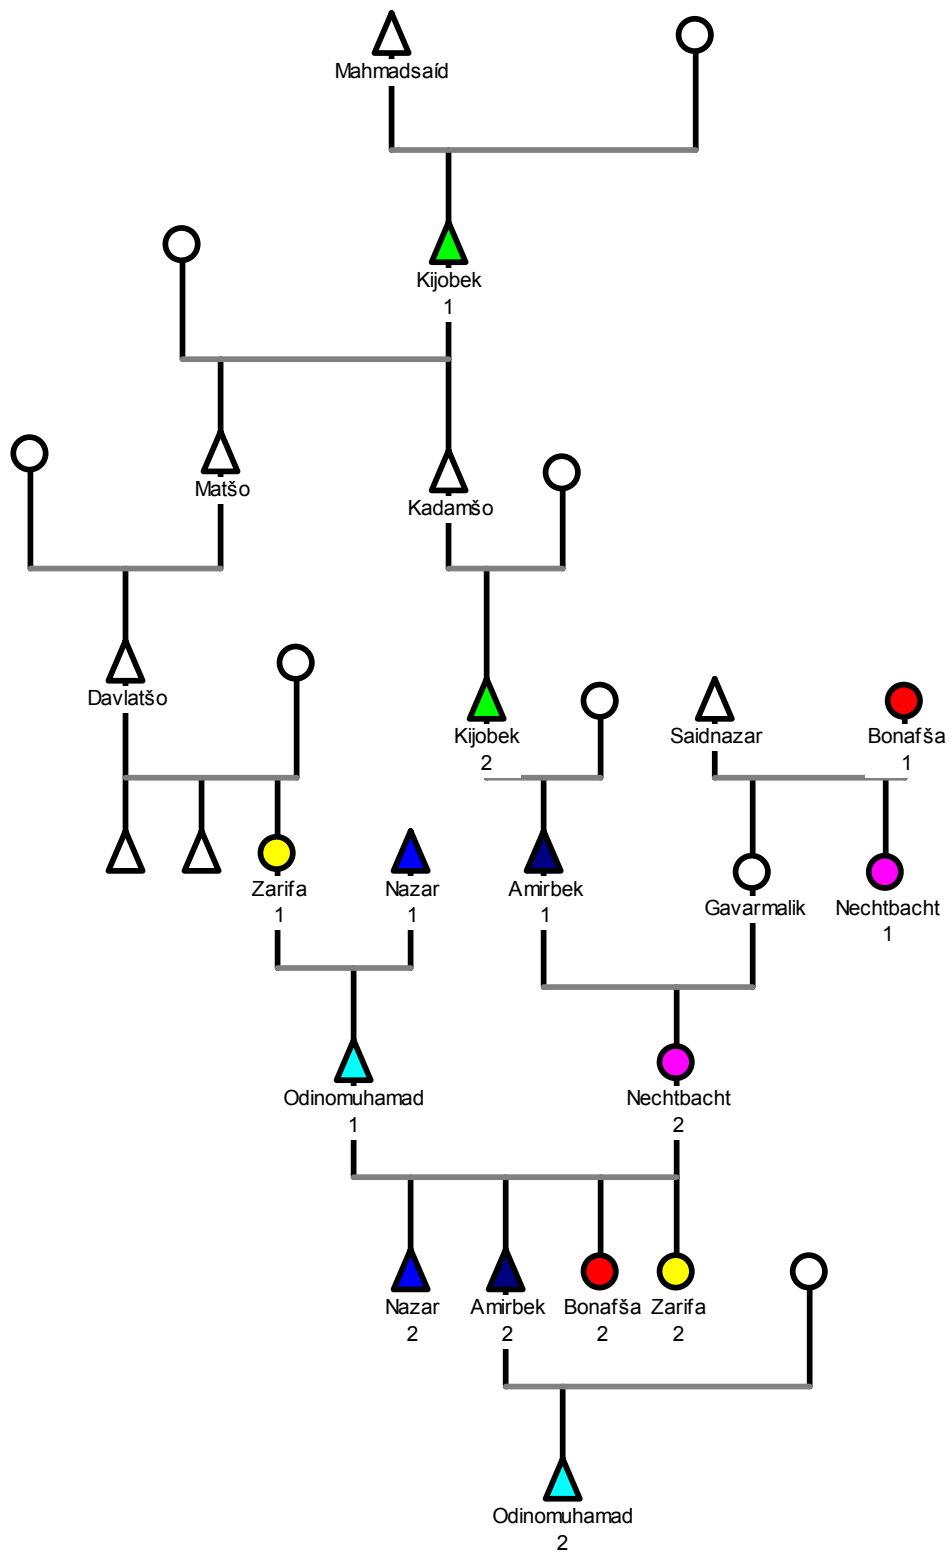 Mahmadsaíd
Kijobek
1
Matšo
Kadamšo
Davlatšo
Kijobek
2
Saidnazar
Bonafša
1
Zarifa
1
Nazar
1
Amirbek
1
Gavarmalik
Nechtbacht
1
Odinomuhamad
1
Nechtbacht
2
Nazar
2
Amirbek
2
Bonafša
2
Zarifa
2
Odinomuhamad
2